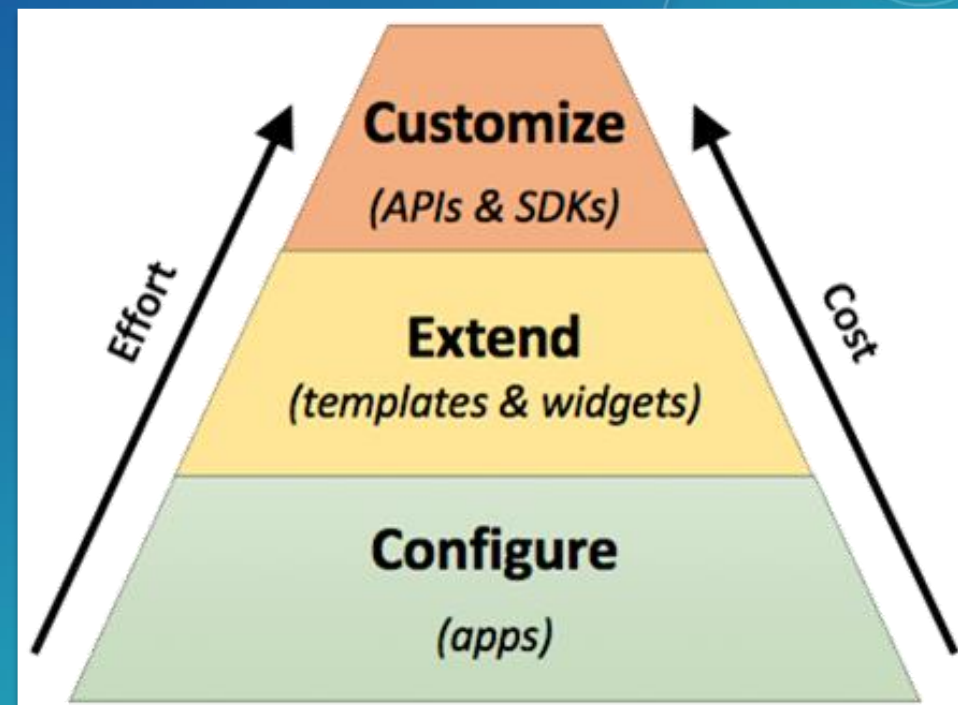 Customize
(APIs & SDKs)
Effort
Cost
Extend
(templates & widgets)
Configure
(apps)